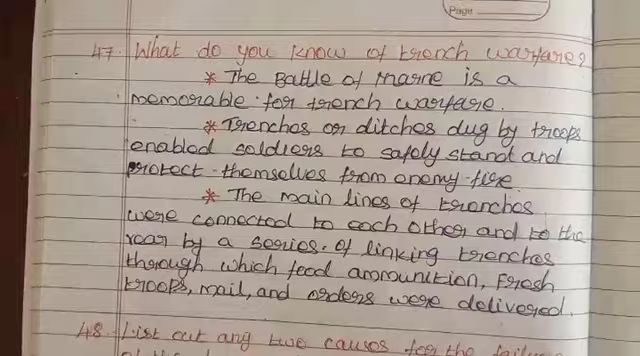 Page
47. What do you know of trench warfare?
* The Battle of Marne is a
memorable for trench warfare.
* Trenches or ditches dug by troops
enabled soldiers to safely stand and
protect themselves from enemy fire.
* The main lines of trenches
were connected to each other and to the
rear by a series of linking trenches
through which food ammunition, Fresh
troops, mail, and orders were delivered.
48. List out any two causes for the
of the